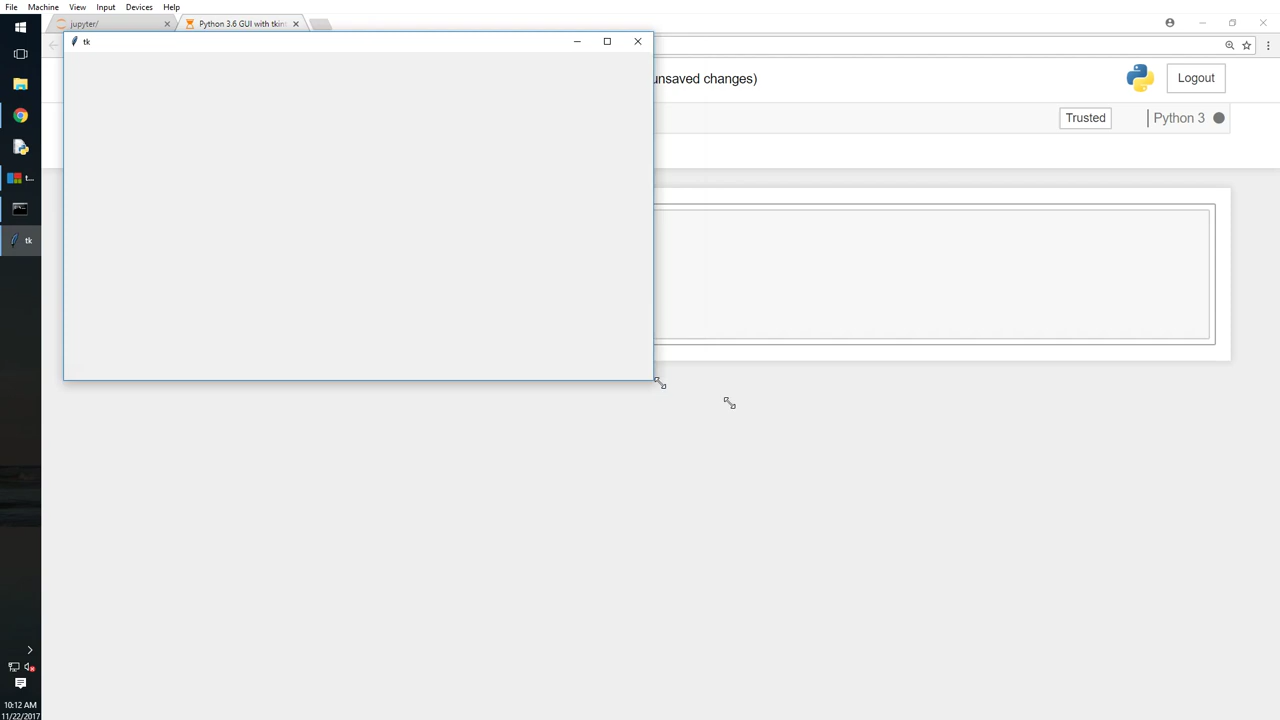 File Machine View Input Devices Help
jupyter/
Python 3.6 GUI with tkin
tk
unsaved changes)
Logout
Trusted
Python 3
t...
tk
10:12 AM
11/22/2017